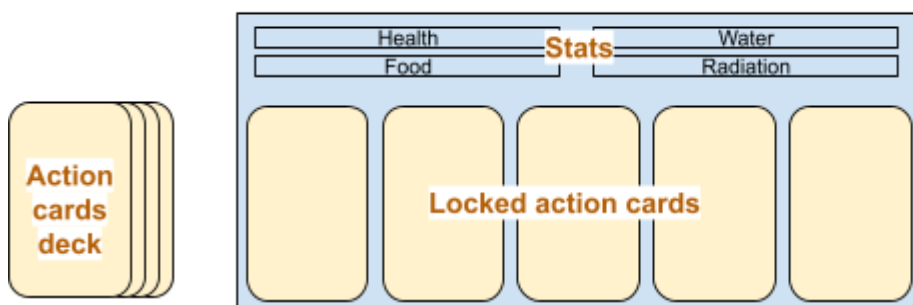 Health
Stats
Water
Food
Radiation
Action
cards
deck
Locked action cards